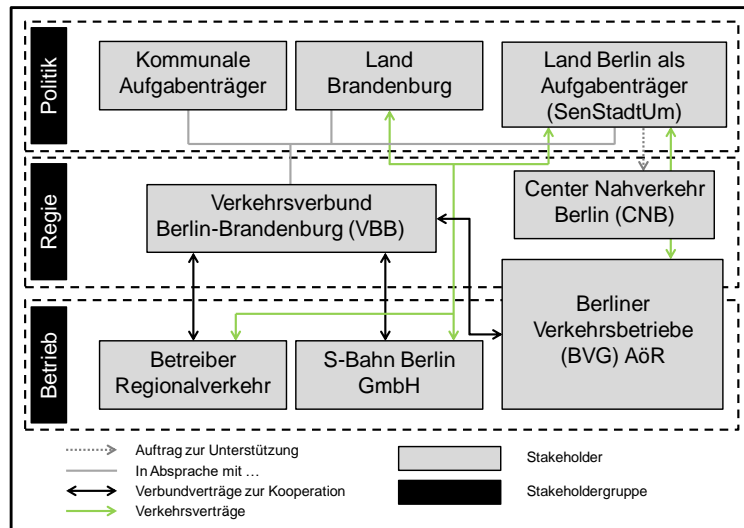 Politik
Kommunale
Aufgabenträger
Land
Brandenburg
Land Berlin als
Aufgabenträger
(SenStadtUm)
Regie
Verkehrsverbund
Berlin-Brandenburg (VBB)
Center Nahverkehr
Berlin (CNB)
Betrieb
Betreiber
Regionalverkehr
S-Bahn Berlin
GmbH
Berliner
Verkehrsbetriebe
(BVG) AöR
Auftrag zur Unterstützung
In Absprache mit …
Verbundverträge zur Kooperation
Verkehrsverträge
Stakeholder
Stakeholdergruppe